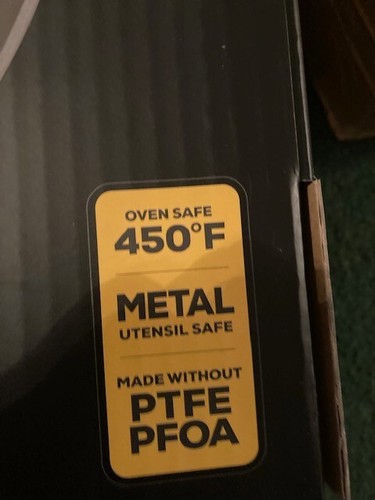 OVEN SAFE
450°F
METAL
UTENSIL SAFE
MADE WITHOUT
PTFE
PFOA